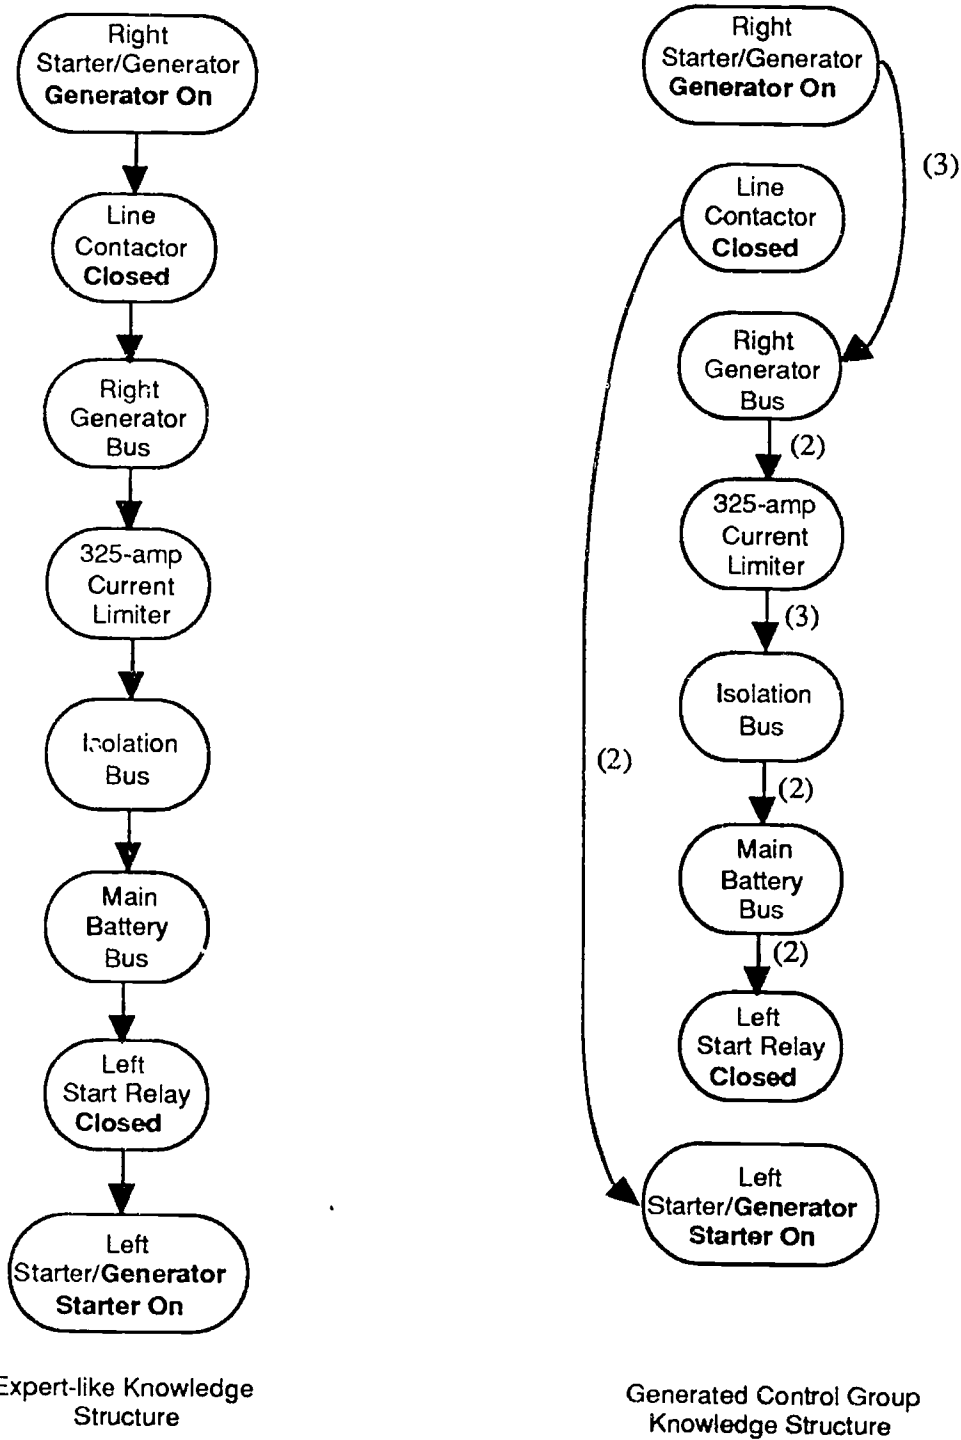 Right
Starter/Generator
Generator On
Line
Contactor
Closed
Right
Generator
Bus
325-amp
Current
Limiter
Isolation
Bus
Main
Battery
Bus
Left
Start Relay
Closed
Left
Starter/Generator
Starter On
Expert-like Knowledge
Structure
Right
Starter/Generator
Generator On
(3)
Line
Contactor
Closed
Right
Generator
Bus
(2)
325-amp
Current
Limiter
(3)
Isolation
Bus
(2)
(2)
Main
Battery
Bus
(2)
Left
Start Relay
Closed
Left
Starter/Generator
Starter On
Generated Control Group
Knowledge Structure